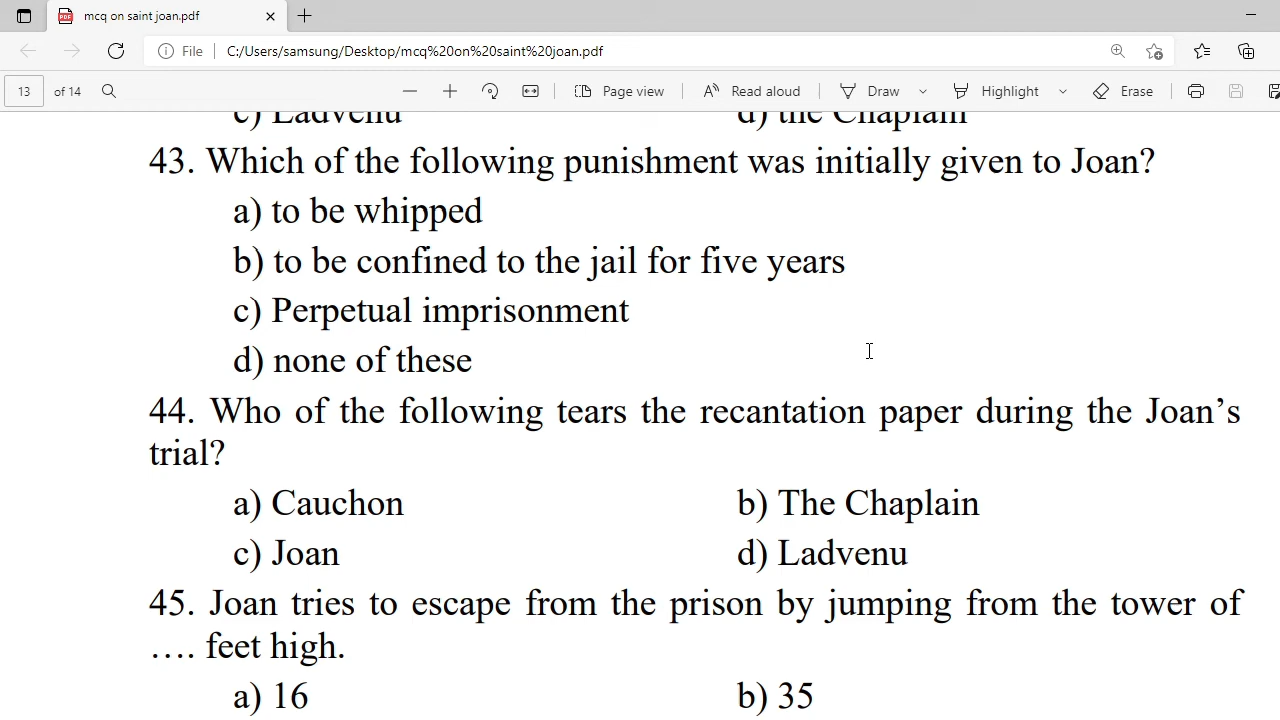 mcq on saint joan.pdf
File C:/Users/samsung/Desktop/mcq%20on%20saint%20joan.pdf
13 of 14 Page view Read aloud Draw Highlight Erase
c) Ladvenu d) the Chaplain
43. Which of the following punishment was initially given to Joan?
a) to be whipped
b) to be confined to the jail for five years
c) Perpetual imprisonment
d) none of these
44. Who of the following tears the recantation paper during the Joan’s
trial?
a) Cauchon b) The Chaplain
c) Joan d) Ladvenu
45. Joan tries to escape from the prison by jumping from the tower of
.... feet high.
a) 16 b) 35